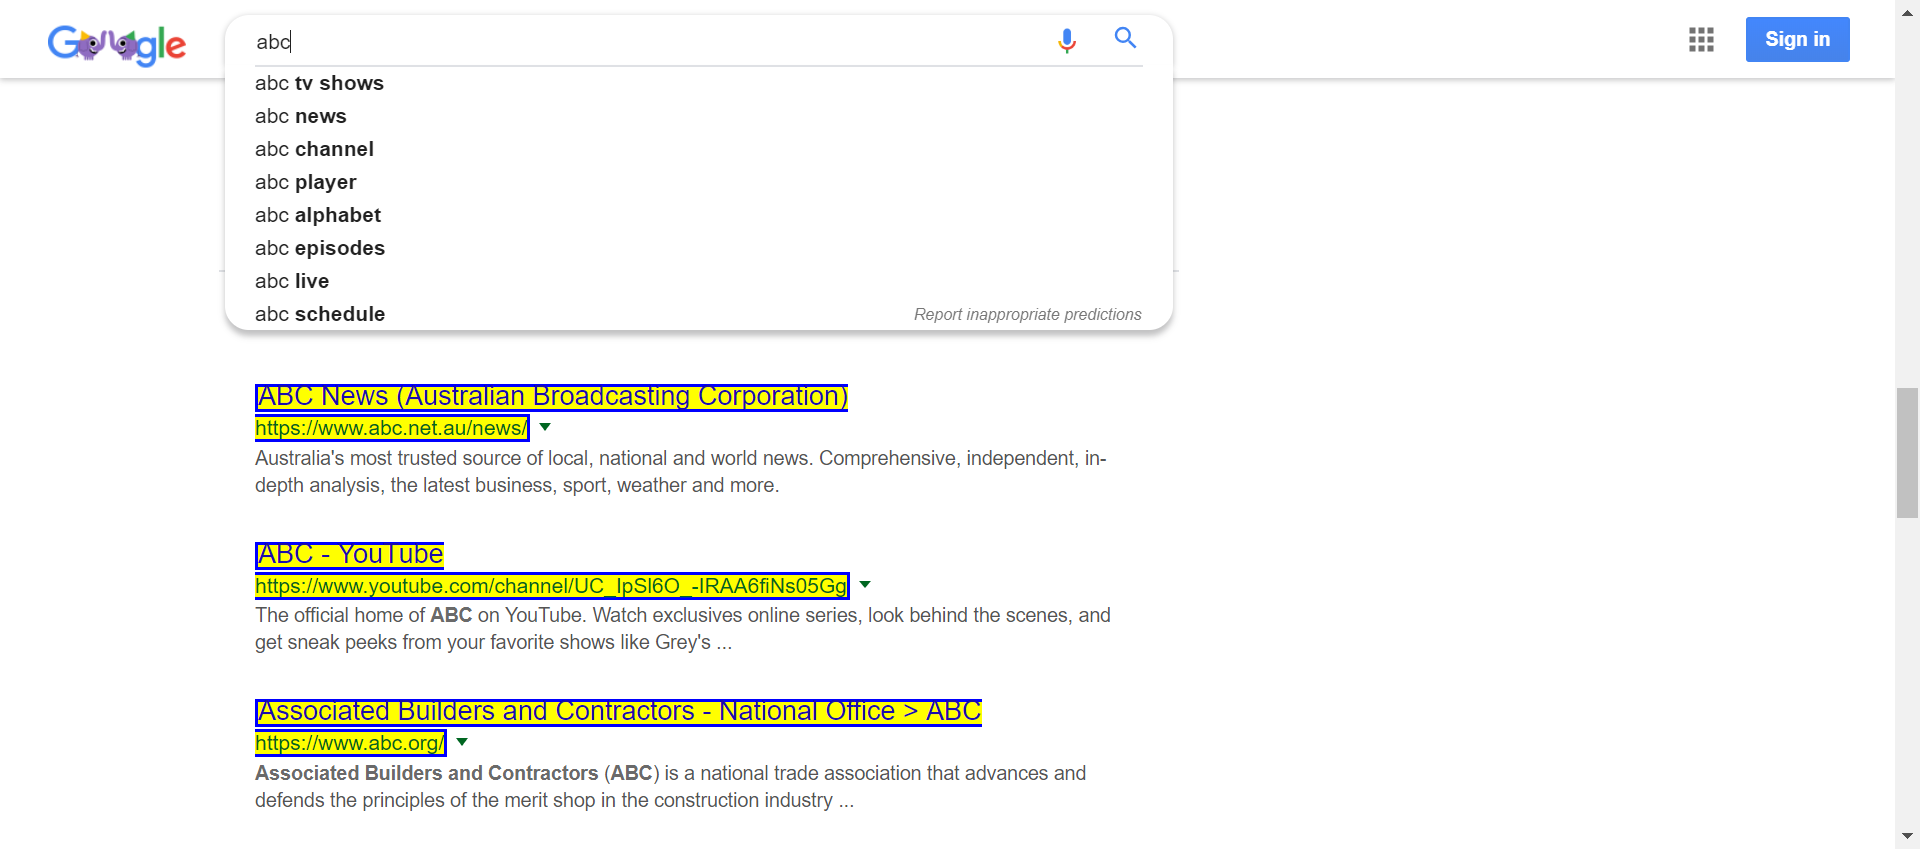 Google
abc
Sign in
abc tv shows
abc news
abc channel
abc player
abc alphabet
abc episodes
abc live
abc schedule
Report inappropriate predictions
ABC News (Australian Broadcasting Corporation)
https://www.abc.net.au/news/
Australia's most trusted source of local, national and world news. Comprehensive, independent, in-
depth analysis, the latest business, sport, weather and more.
ABC - YouTube
https://www.youtube.com/channel/UC_IpSl6O_-IRAA6fiNs05Gg
The official home of ABC on YouTube. Watch exclusives online series, look behind the scenes, and
get sneak peeks from your favorite shows like Grey's ...
Associated Builders and Contractors - National Office > ABC
https://www.abc.org/
Associated Builders and Contractors (ABC) is a national trade association that advances and
defends the principles of the merit shop in the construction industry ...